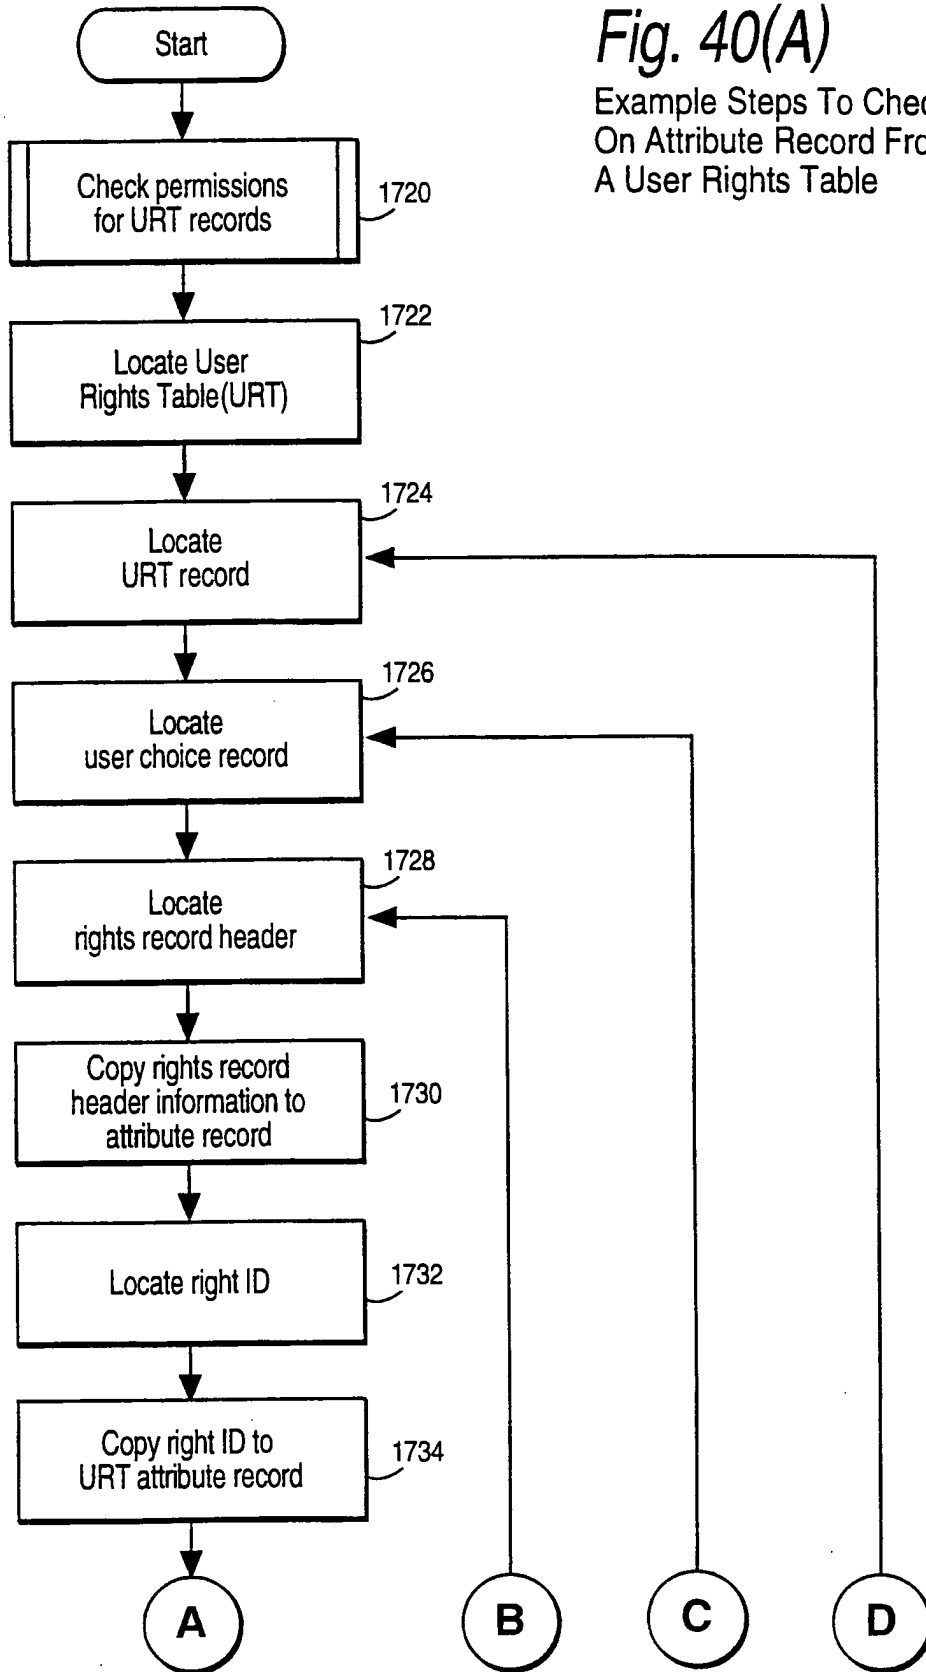 Fig. 40(A)
Example Steps To Chec
On Attribute Record Fro
A User Rights Table
Start
Check permissions
for URT records
1720
1722
Locate User
Rights Table(URT)
1724
Locate
URT record
1726
Locate
user choice record
1728
Locate
rights record header
Copy rights record
header information to
attribute record
1730
Locate right ID
1732
Copy right ID to
URT attribute record
1734
A
B
C
D